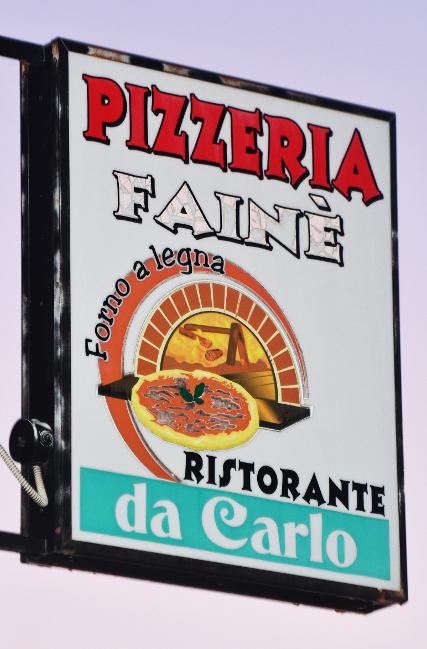 PIZZERIA
FAINÈ
Forno a legna
RISTORANTE
da Carlo